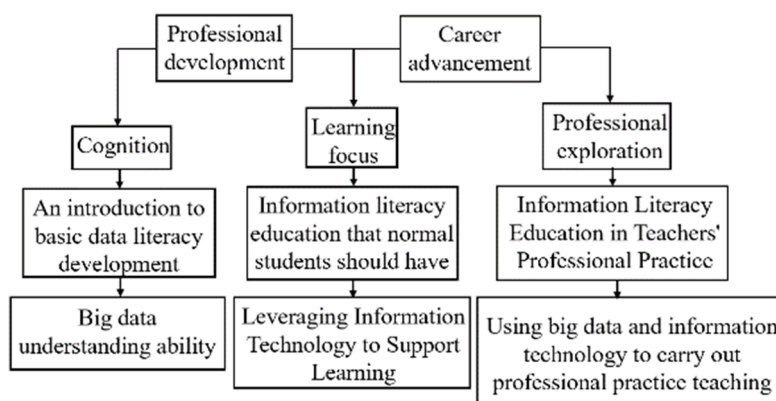 Professional
development
Career
advancement
Cognition
Learning
focus
Professional
exploration
An introduction to
basic data literacy
development
Information literacy
education that normal
students should have
Information Literacy
Education in Teachers'
Professional Practice
Big data
understanding ability
Leveraging Information
Technology to Support
Learning
Using big data and information
technology to carry out
professional practice teaching